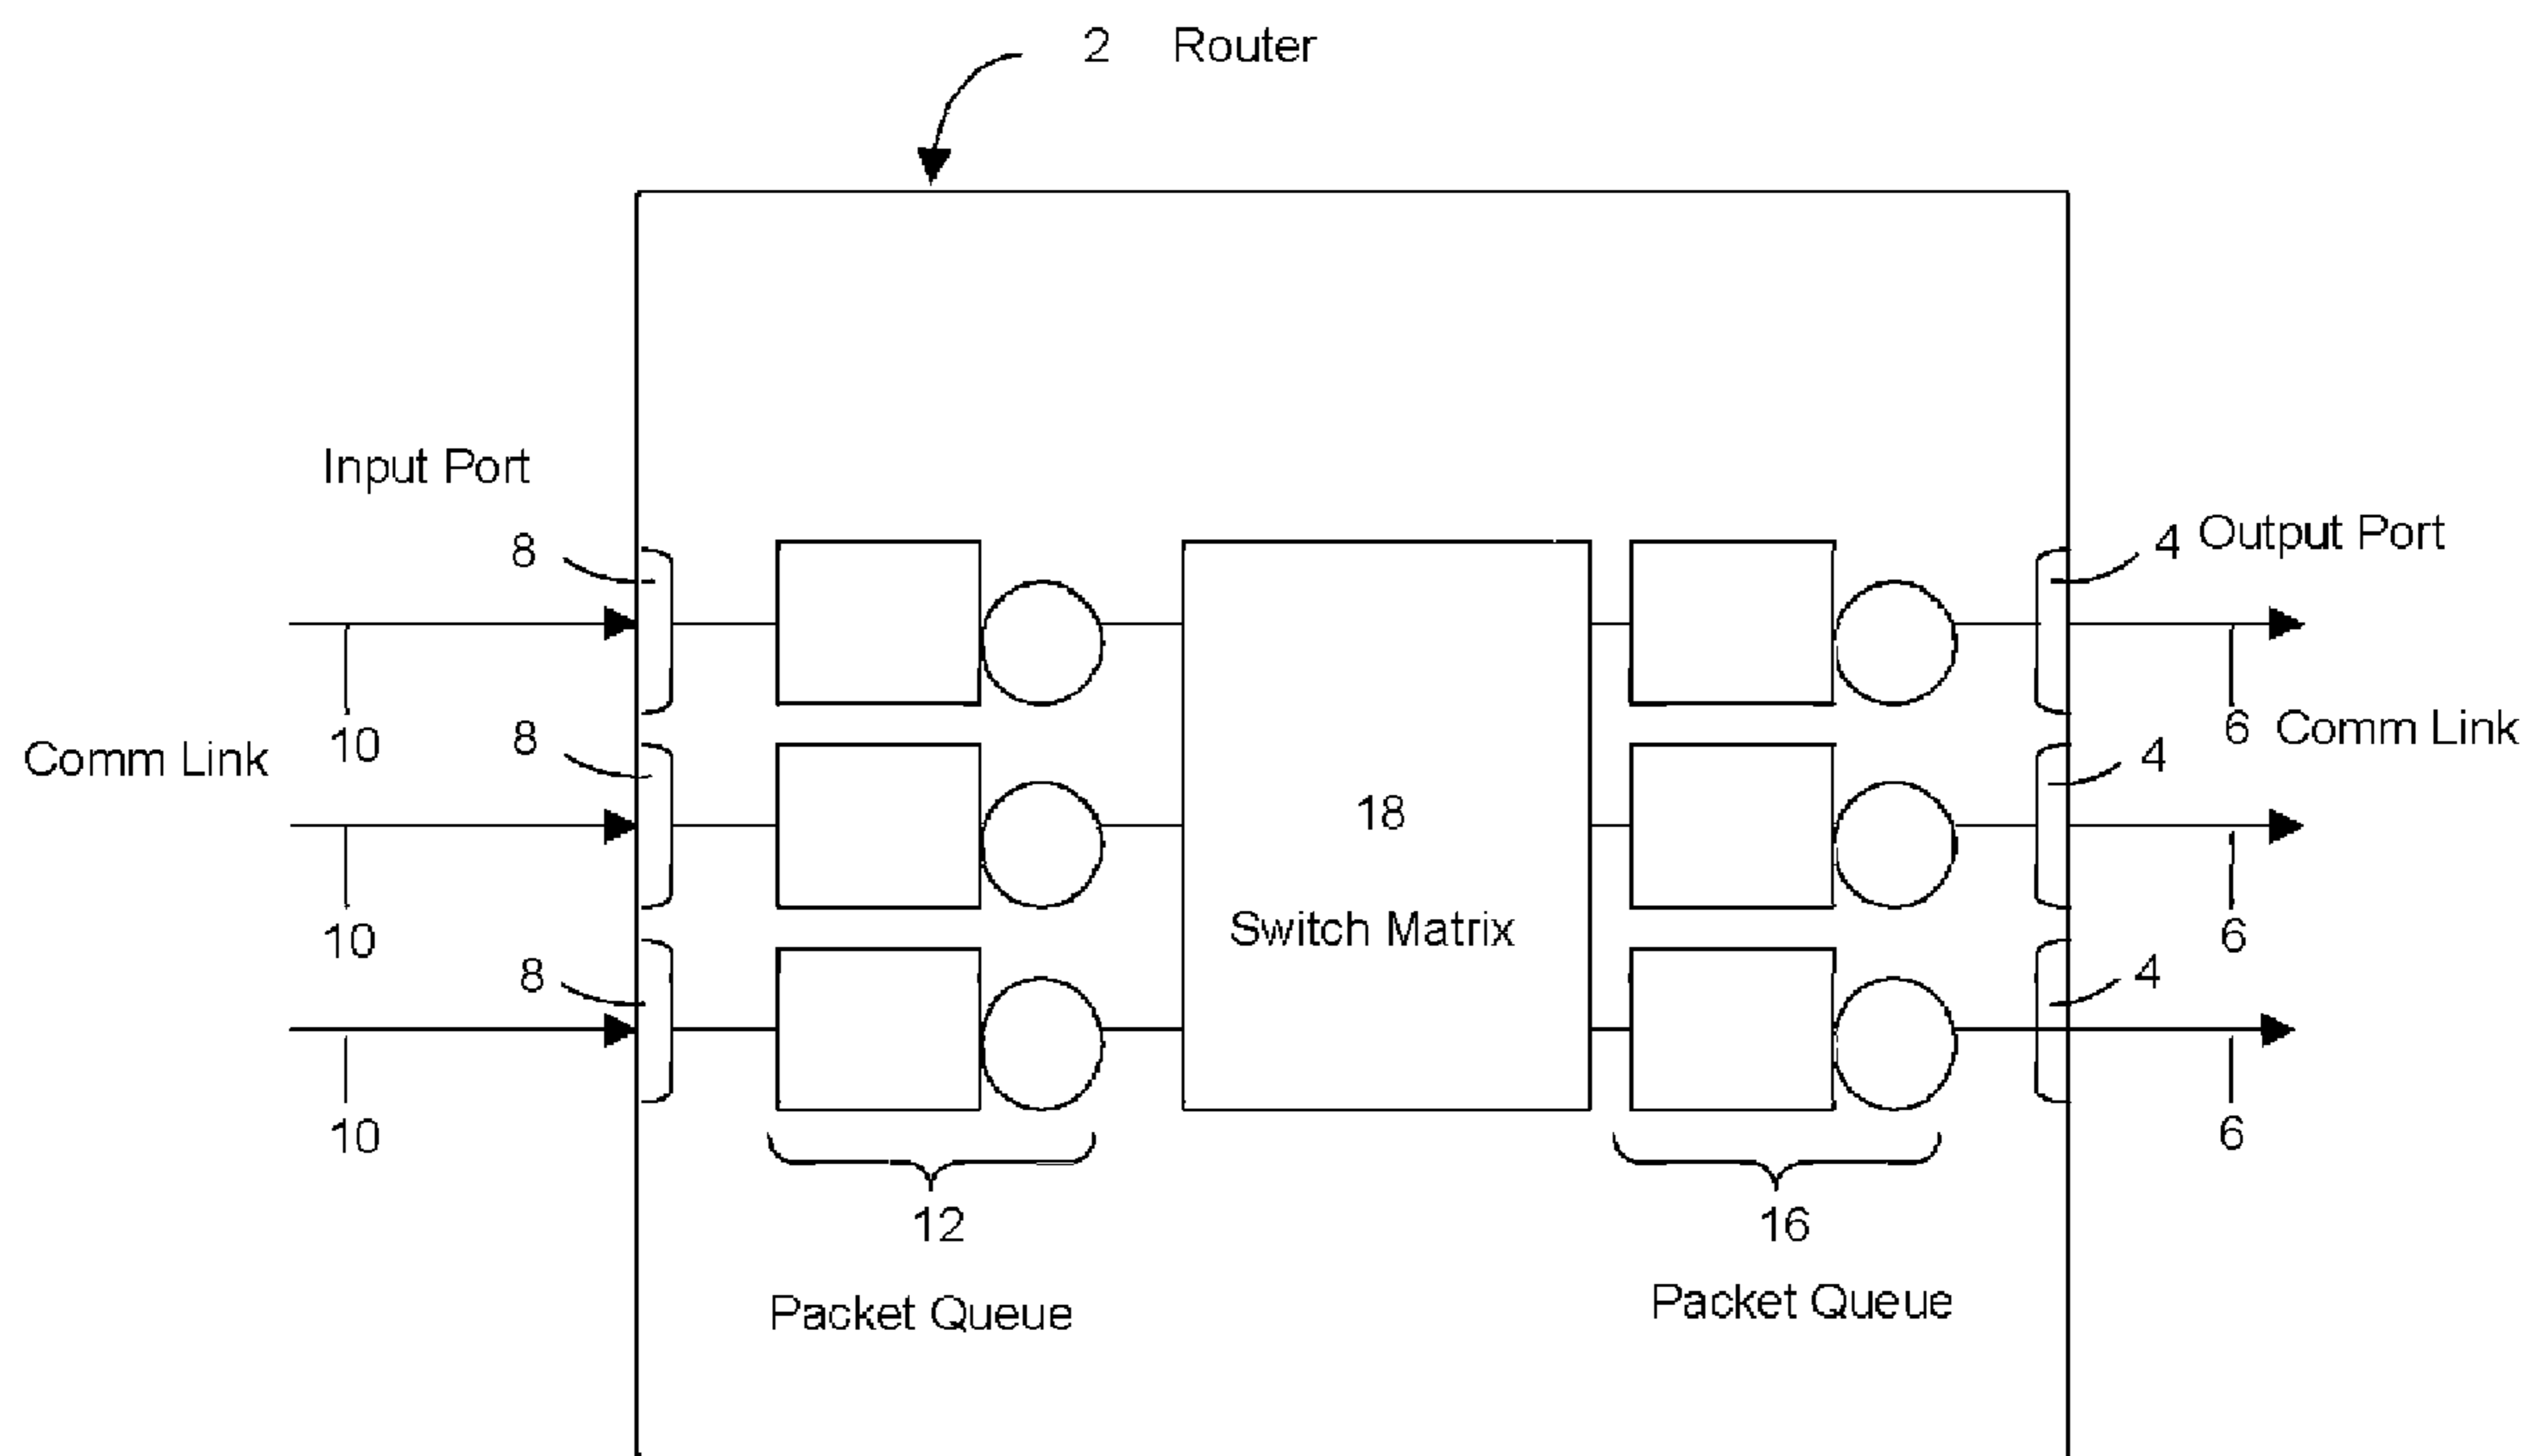 2 Router
Input Port
8
4 Output Port
10
8
6 Comm Link
Comm Link
4
18
10
Switch Matrix
6
8
4
10
6
12
16
Packet Queue
Packet Queue